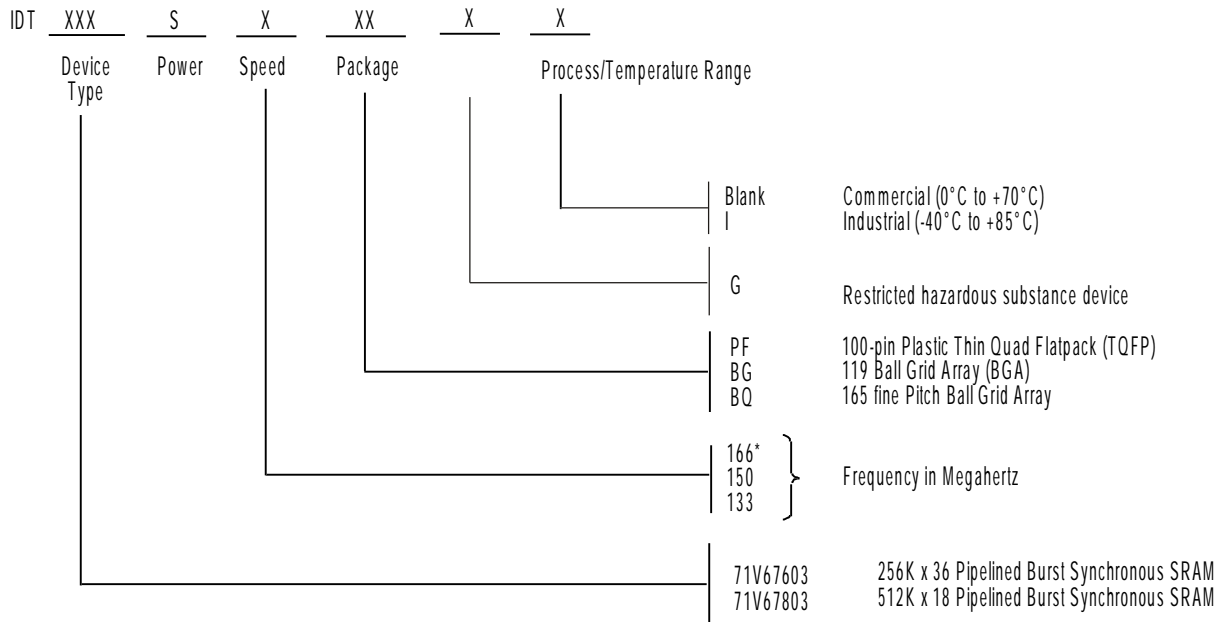 IDT XXX S X XX X X
Device Type Power Speed Package Process/Temperature Range
Blank Commercial (0°C to +70°C)
I Industrial (-40°C to +85°C)
G Restricted hazardous substance device
PF 100-pin Plastic Thin Quad Flatpack (TQFP)
BG 119 Ball Grid Array (BGA)
BQ 165 fine Pitch Ball Grid Array
166*
150 Frequency in Megahertz
133
71V67603 256K x 36 Pipelined Burst Synchronous SRAM
71V67803 512K x 18 Pipelined Burst Synchronous SRAM